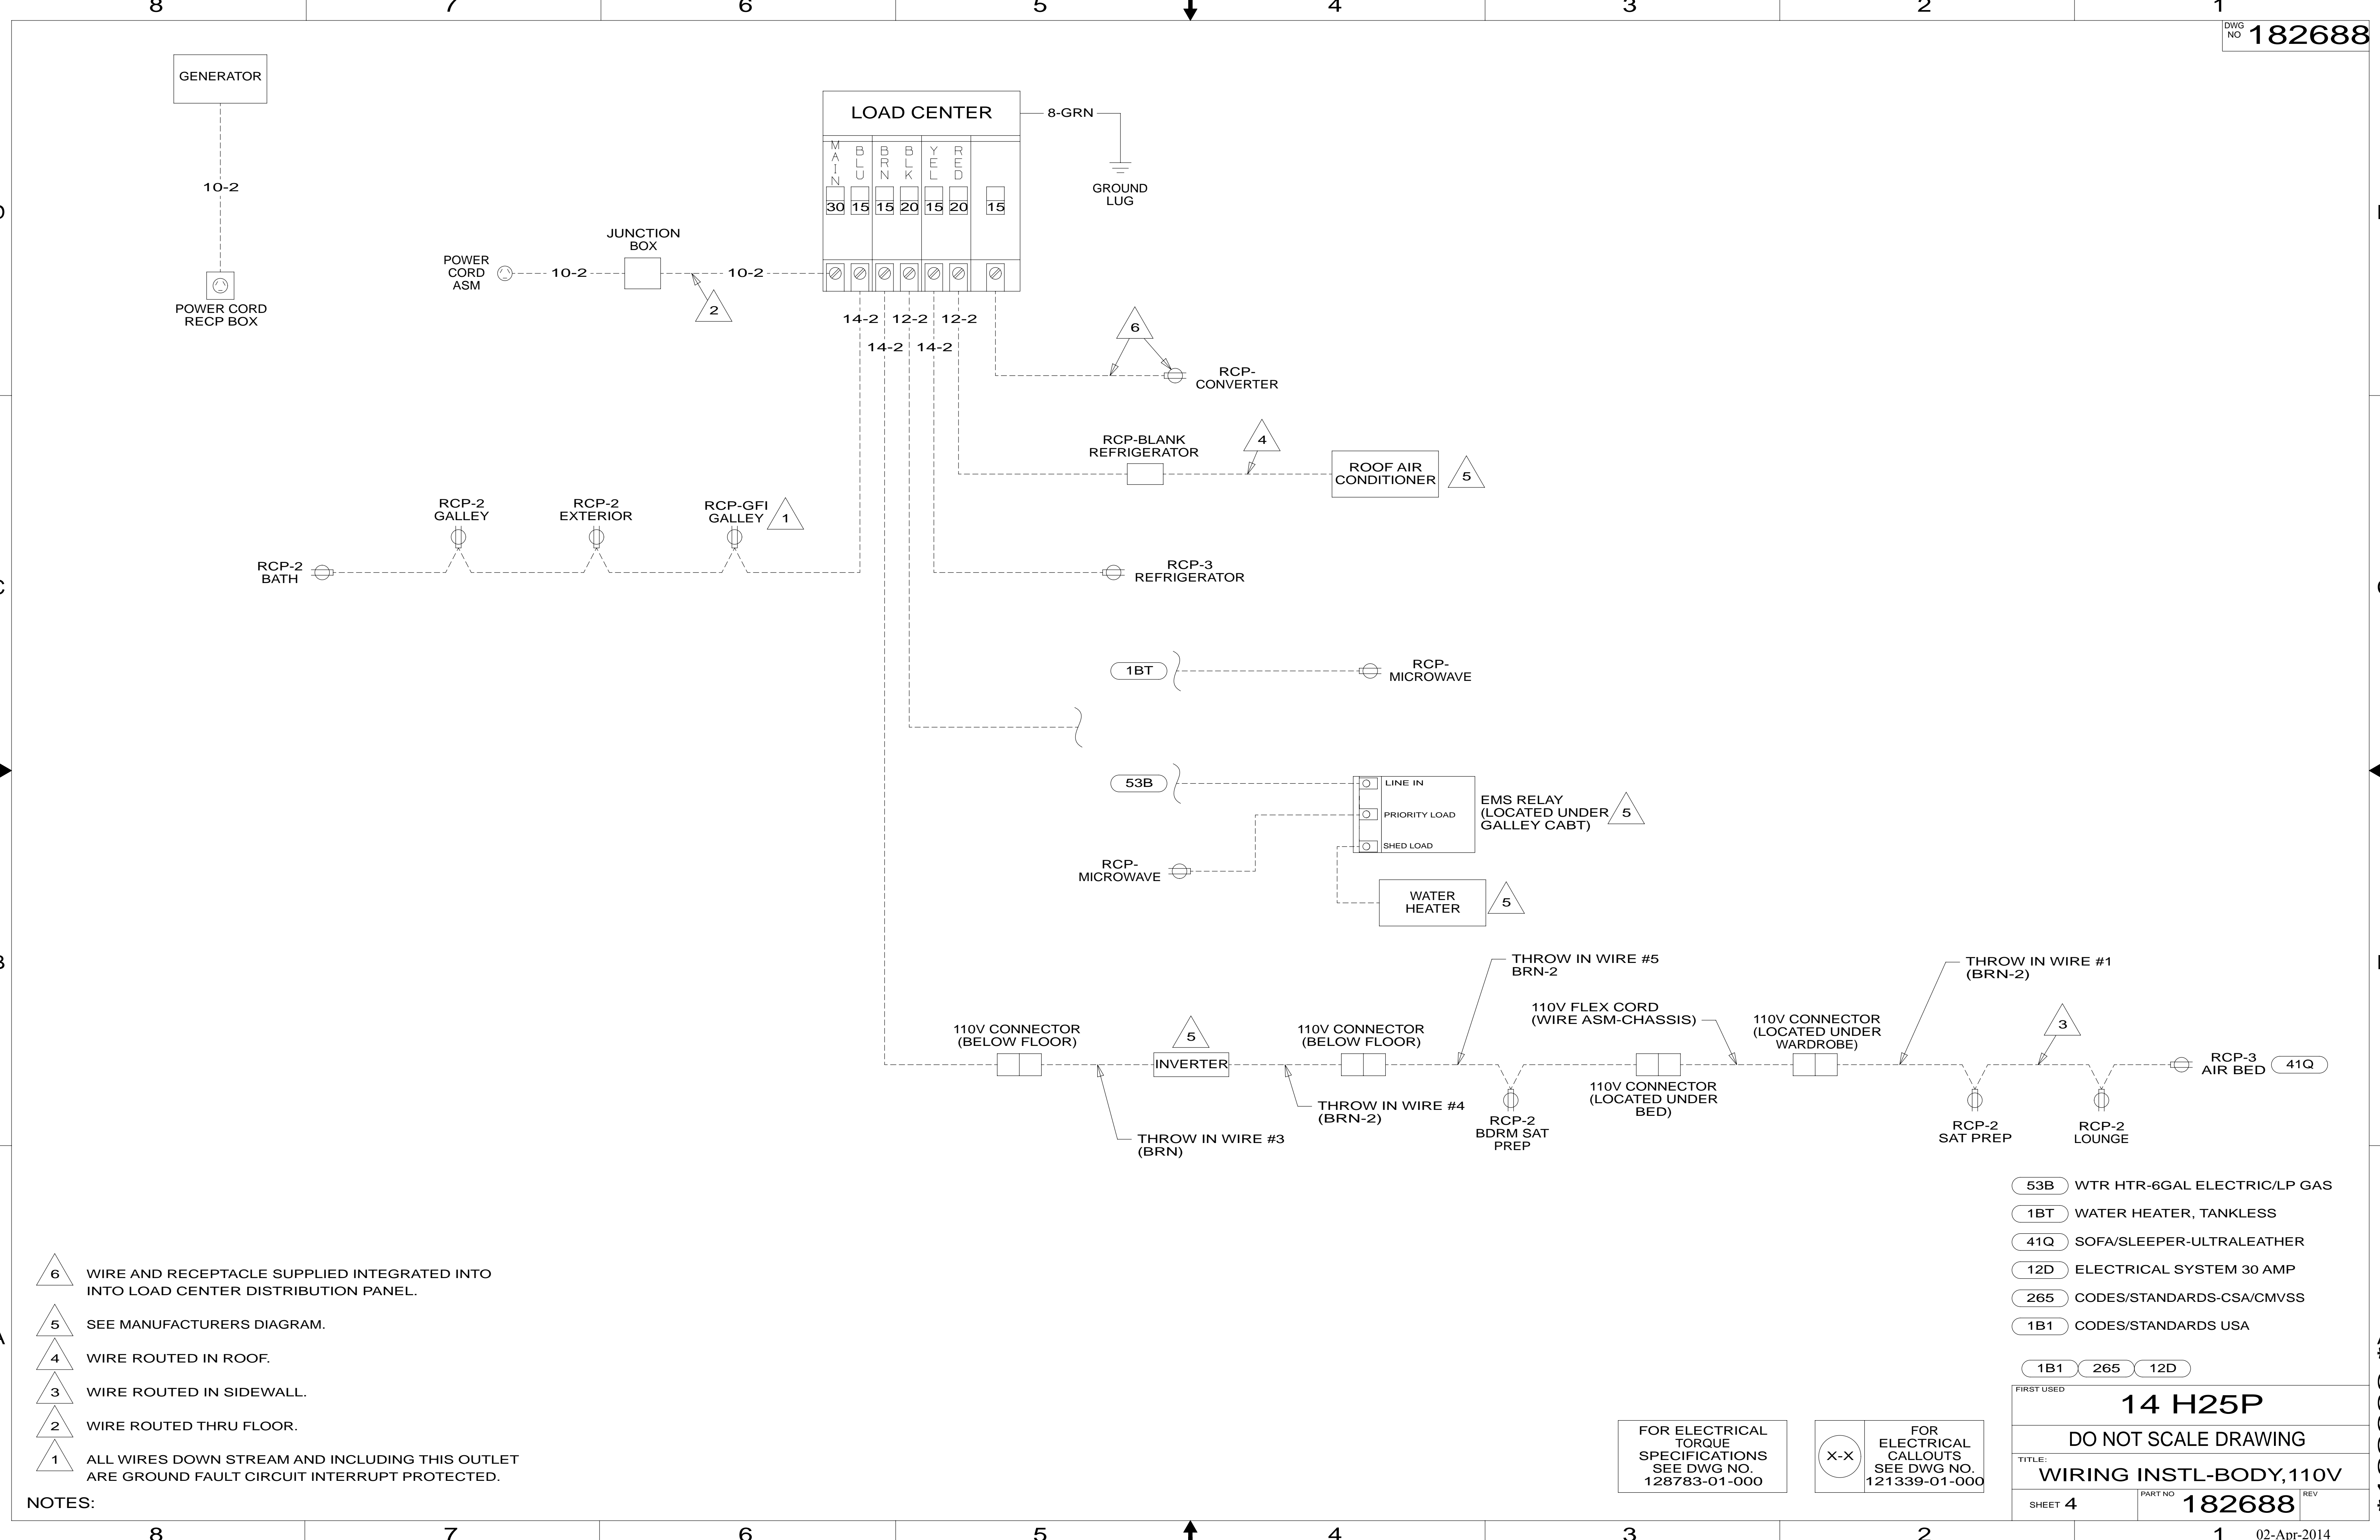 8 7 6 5 4 3 2 1
DWG
NO 182688
GENERATOR
10-2
POWER CORD
RECP BOX
LOAD CENTER
8-GRN
GROUND
LUG
MAIN BLU BRN BLK YEL RED
30 15 15 20 15 20 15
JUNCTION
BOX
POWER
CORD
ASM
10-2
10-2
2
14-2 12-2 12-2
14-2 14-2
6
RCP-
CONVERTER
RCP-BLANK
REFRIGERATOR
4
ROOF AIR
CONDITIONER
5
RCP-2
GALLEY
RCP-2
EXTERIOR
RCP-GFI
GALLEY
1
RCP-2
BATH
RCP-3
REFRIGERATOR
1BT
RCP-
MICROWAVE
53B
LINE IN
PRIORITY LOAD
SHED LOAD
EMS RELAY
(LOCATED UNDER
GALLEY CABT)
5
RCP-
MICROWAVE
WATER
HEATER
5
THROW IN WIRE #5
BRN-2
THROW IN WIRE #1
(BRN-2)
110V CONNECTOR
(BELOW FLOOR)
5
INVERTER
110V CONNECTOR
(BELOW FLOOR)
110V FLEX CORD
(WIRE ASM-CHASSIS)
110V CONNECTOR
(LOCATED UNDER
WARDROBE)
3
RCP-3
AIR BED
41Q
THROW IN WIRE #3
(BRN)
THROW IN WIRE #4
(BRN-2)
RCP-2
BDRM SAT
PREP
110V CONNECTOR
(LOCATED UNDER
BED)
RCP-2
SAT PREP
RCP-2
LOUNGE
53B WTR HTR-6GAL ELECTRIC/LP GAS
1BT WATER HEATER, TANKLESS
41Q SOFA/SLEEPER-ULTRALEATHER
12D ELECTRICAL SYSTEM 30 AMP
265 CODES/STANDARDS-CSA/CMVSS
1B1 CODES/STANDARDS USA
1B1 265 12D
6 WIRE AND RECEPTACLE SUPPLIED INTEGRATED INTO
INTO LOAD CENTER DISTRIBUTION PANEL.
5 SEE MANUFACTURERS DIAGRAM.
4 WIRE ROUTED IN ROOF.
3 WIRE ROUTED IN SIDEWALL.
2 WIRE ROUTED THRU FLOOR.
1 ALL WIRES DOWN STREAM AND INCLUDING THIS OUTLET
ARE GROUND FAULT CIRCUIT INTERRUPT PROTECTED.
NOTES:
FOR ELECTRICAL
TORQUE
SPECIFICATIONS
SEE DWG NO.
128783-01-000
X-X
FOR
ELECTRICAL
CALLOUTS
SEE DWG NO.
121339-01-000
FIRST USED
14 H25P
DO NOT SCALE DRAWING
TITLE:
WIRING INSTL-BODY,110V
SHEET 4
PART NO 182688
REV
8 7 6 5 4 3 2 1
02-Apr-2014